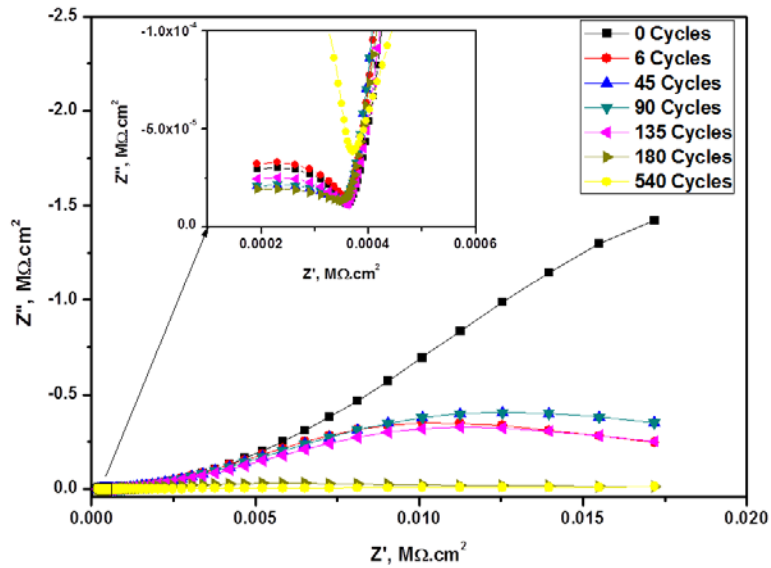 -2.5
-2.0
-1.5
-1.0
-0.5
0.0
Z'', MΩ.cm²
0.000
0.005
0.010
0.015
0.020
Z', MΩ.cm²
-1.0x10⁻⁴
-5.0x10⁻⁵
0.0
Z'', MΩ.cm²
0.0002
0.0004
0.0006
Z', MΩ.cm²
0 Cycles
6 Cycles
45 Cycles
90 Cycles
135 Cycles
180 Cycles
540 Cycles